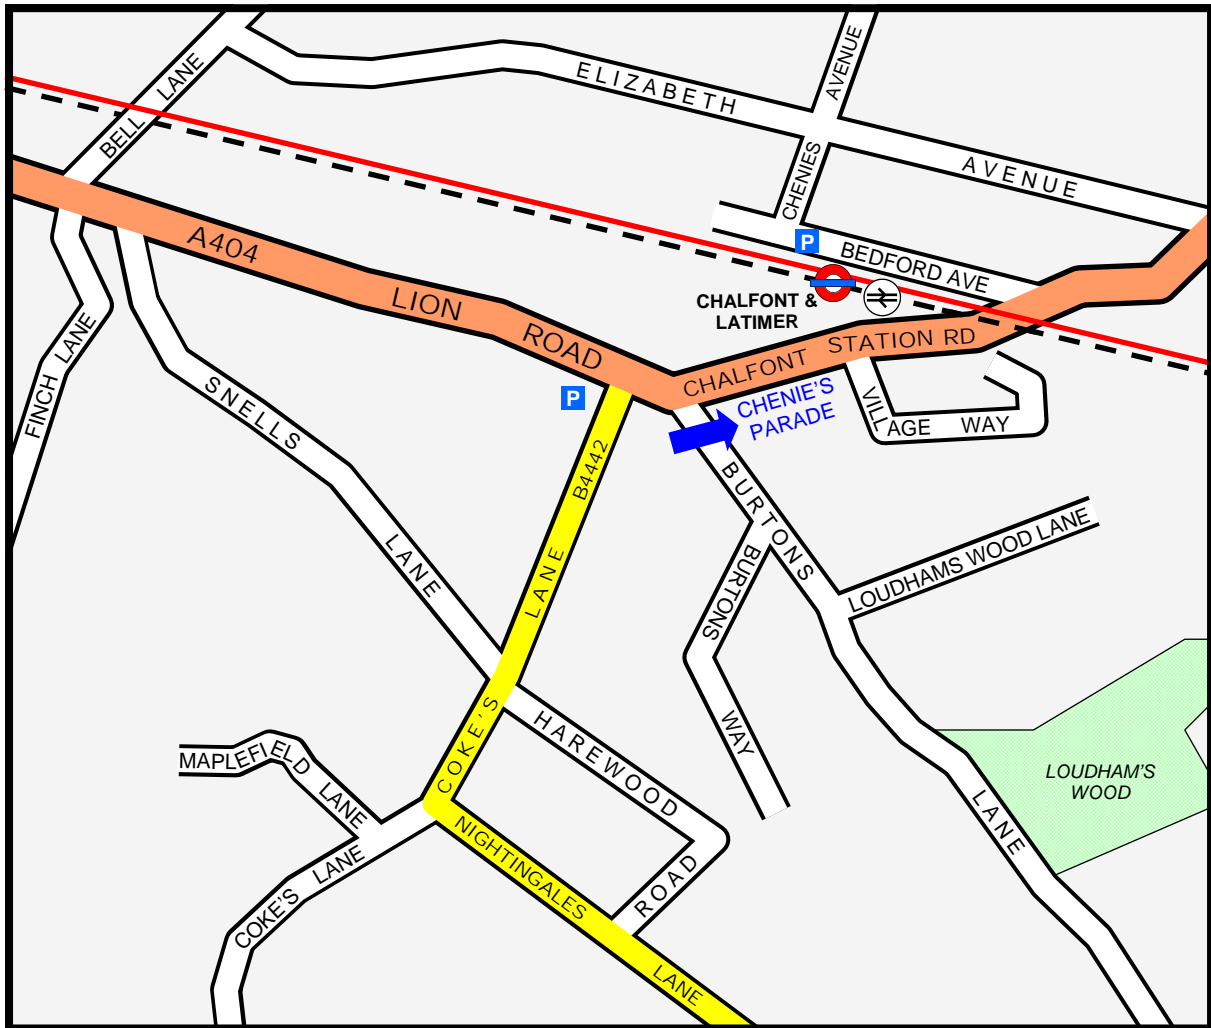 AVENUE
BELL LANE
ELIZABETH
AVENUE
CHENIES
P
BEDFORD AVE
A404
LION
ROAD
CHALFONT &
LATIMER
CHALFONT STATION RD
FINCH LANE
SNELLS
LANE
P
CHENIE'S
PARADE
VILLAGE WAY
B4442
LANE
COKE'S
BURTONS
LANE
BURTONS
WAY
LOUDHAMS WOOD LANE
LOUDHAM'S
WOOD
HAREWOOD
ROAD
MAPLEFIELD LANE
COKE'S LANE
NIGHTINGALES
LANE